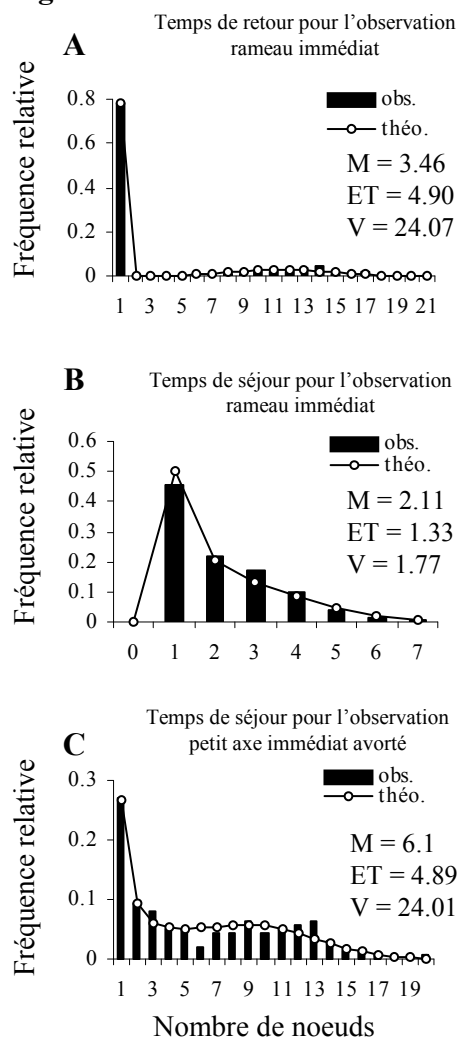 g
Temps de retour pour l'observation
A rameau immédiat
Fréquence relative
0.8
0.6
0.4
0.2
0
obs.
théo.
M = 3.46
ET = 4.90
V = 24.07
1 3 5 7 9 11 13 15 17 19 21
B Temps de séjour pour l'observation
rameau immédiat
Fréquence relative
0.6
0.5
0.4
0.3
0.2
0.1
0
obs.
théo.
M = 2.11
ET = 1.33
V = 1.77
0 1 2 3 4 5 6 7
Temps de séjour pour l'observation
C petit axe immédiat avorté
Fréquence relative
0.3
0.2
0.1
0
obs.
théo.
M = 6.1
ET = 4.89
V = 24.01
1 3 5 7 9 11 13 15 17 19
Nombre de noeuds